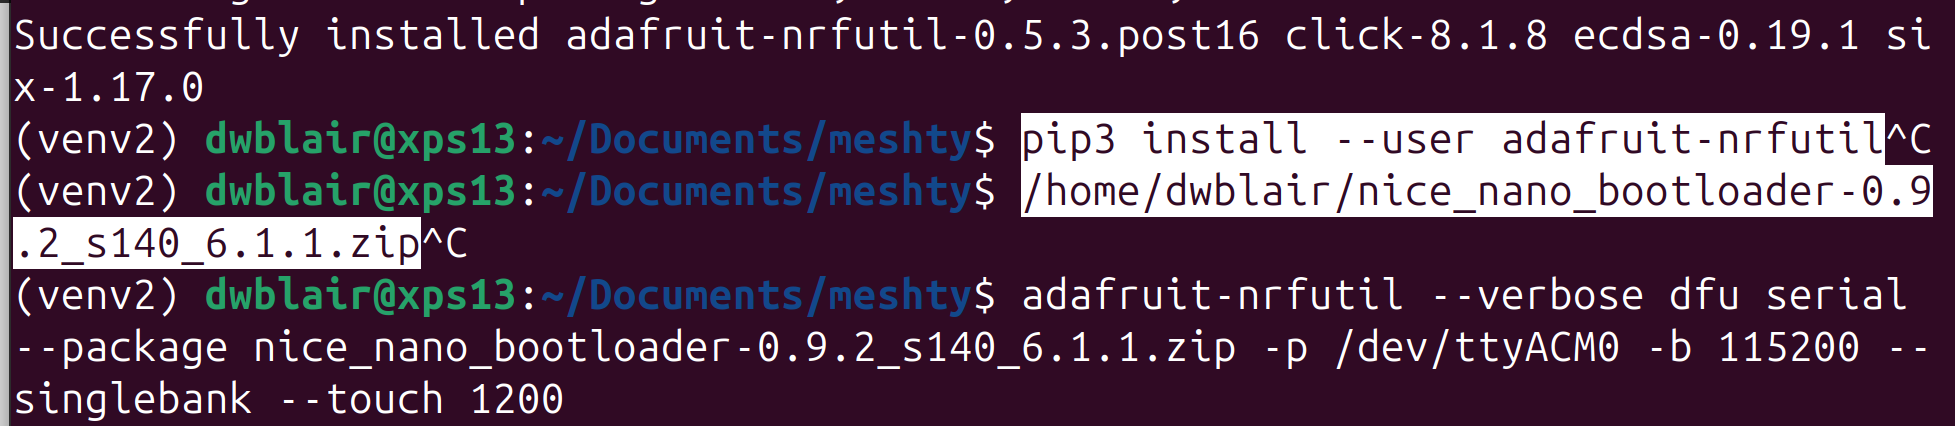 Successfully installed adafruit-nrfutil-0.5.3.post16 click-8.1.8 ecdsa-0.19.1 si
x-1.17.0
(venv2) dwblair@xps13:~/Documents/meshty$ pip3 install --user adafruit-nrfutil^C
(venv2) dwblair@xps13:~/Documents/meshty$ /home/dwblair/nice_nano_bootloader-0.9
.2_s140_6.1.1.zip^C
(venv2) dwblair@xps13:~/Documents/meshty$ adafruit-nrfutil --verbose dfu serial
--package nice_nano_bootloader-0.9.2_s140_6.1.1.zip -p /dev/ttyACM0 -b 115200 --
singlebank --touch 1200